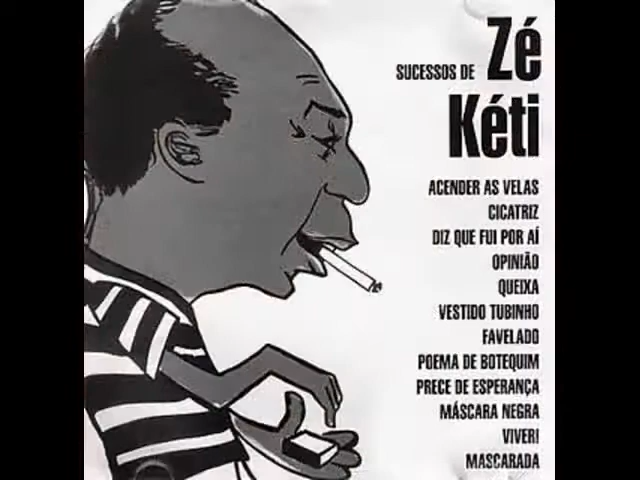 SUCESSOS DE Zé
Kéti
ACENDER AS VELAS
CICATRIZ
DIZ QUE FUI POR AÍ
OPINIÃO
QUEIXA
VESTIDO TUBINHO
FAVELADO
POEMA DE BOTEQUIM
PRECE DE ESPERANÇA
MÁSCARA NEGRA
VIVER!
MASCARADA